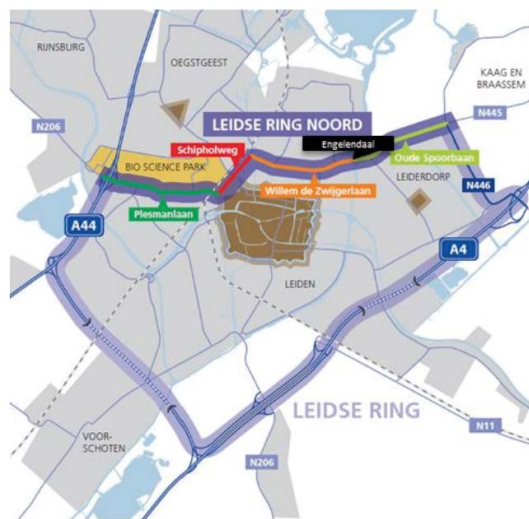 RIJNSBURG
OEGSTGEEST
KAAG EN
BRAASSEM
N206
LEIDSE RING NOORD
N445
Schipholweg
Engelendaal
BIO SCIENCE PARK
Oude Spoorbaan
LEIDERDORP
N446
Willem de Zwijgerlaan
Plesmanlaan
A44
A4
LEIDEN
LEIDSE RING
N11
VOOR-
SCHOTEN
N206